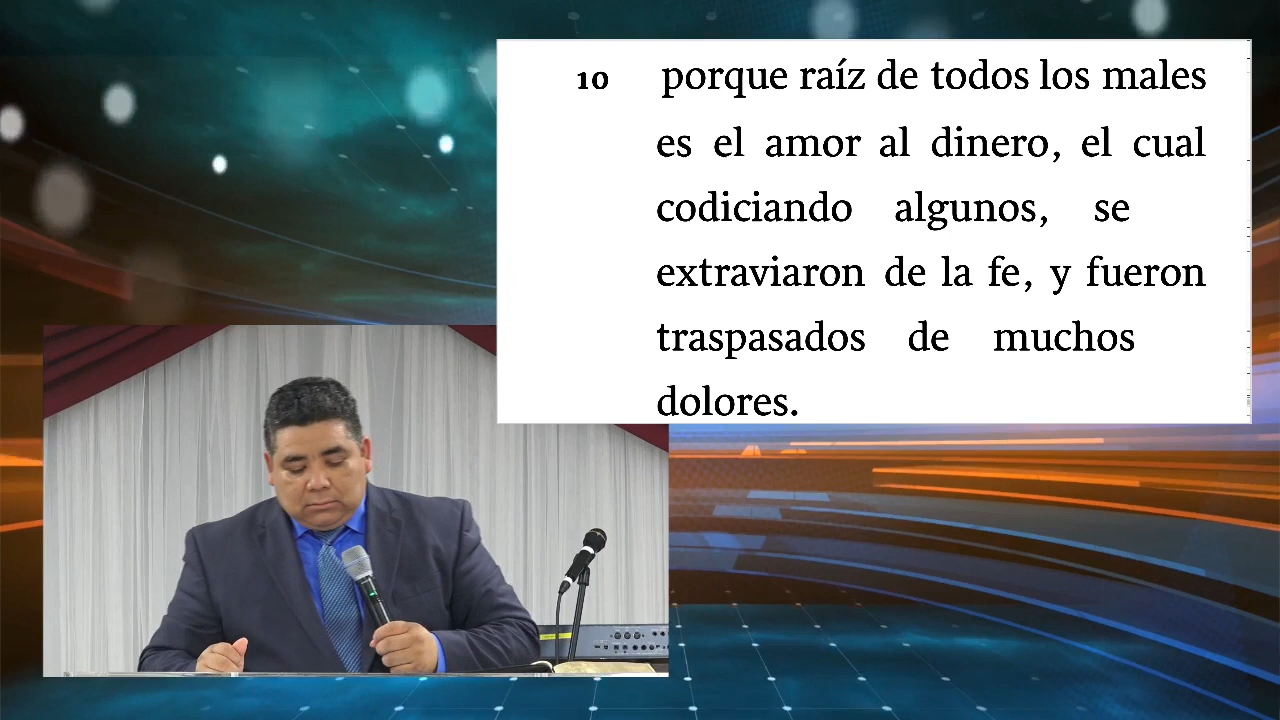 10 porque raíz de todos los males
es el amor al dinero, el cual
codiciando algunos, se
extraviaron de la fe, y fueron
traspasados de muchos
dolores.